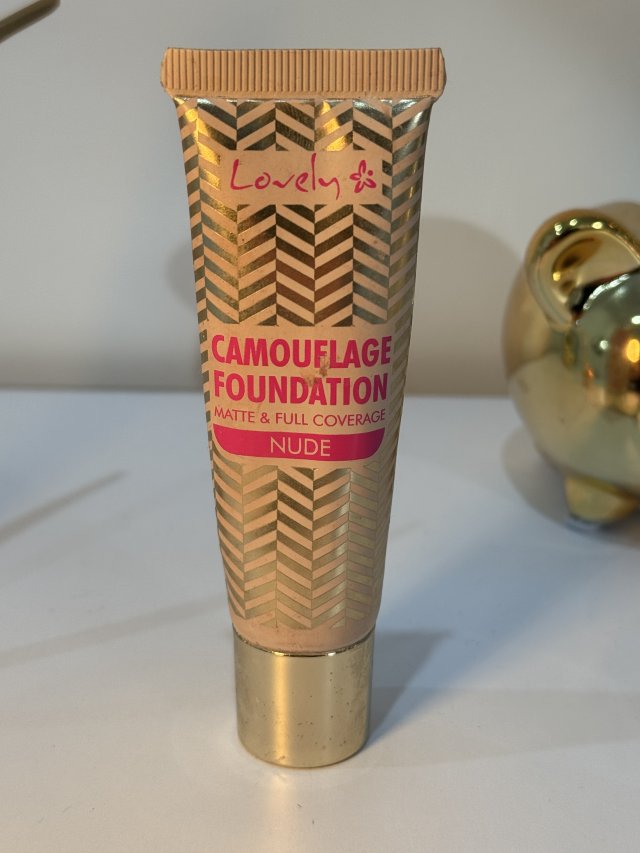 Lovely
CAMOUFLAGE
FOUNDATION
MATTE & FULL COVERAGE
NUDE